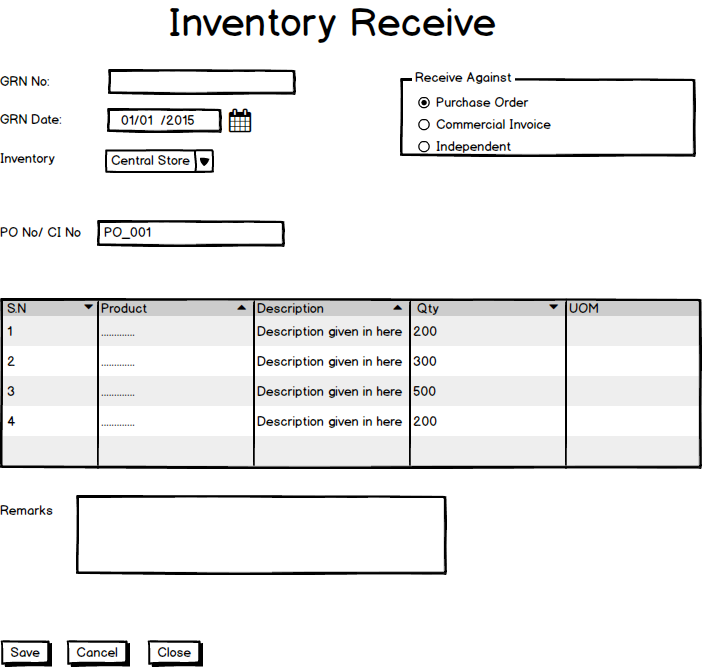 Inventory Receive
GRN No:
Receive Against
Purchase Order
GRN Date: 01/01 /2015
Commercial Invoice
Independent
Inventory Central Store
PO No/ CI No PO_001
S.N Product Description Qty UOM
1 ............. Description given in here 200
2 ............. Description given in here 300
3 ............. Description given in here 500
4 ............. Description given in here 200
Remarks
Save Cancel Close